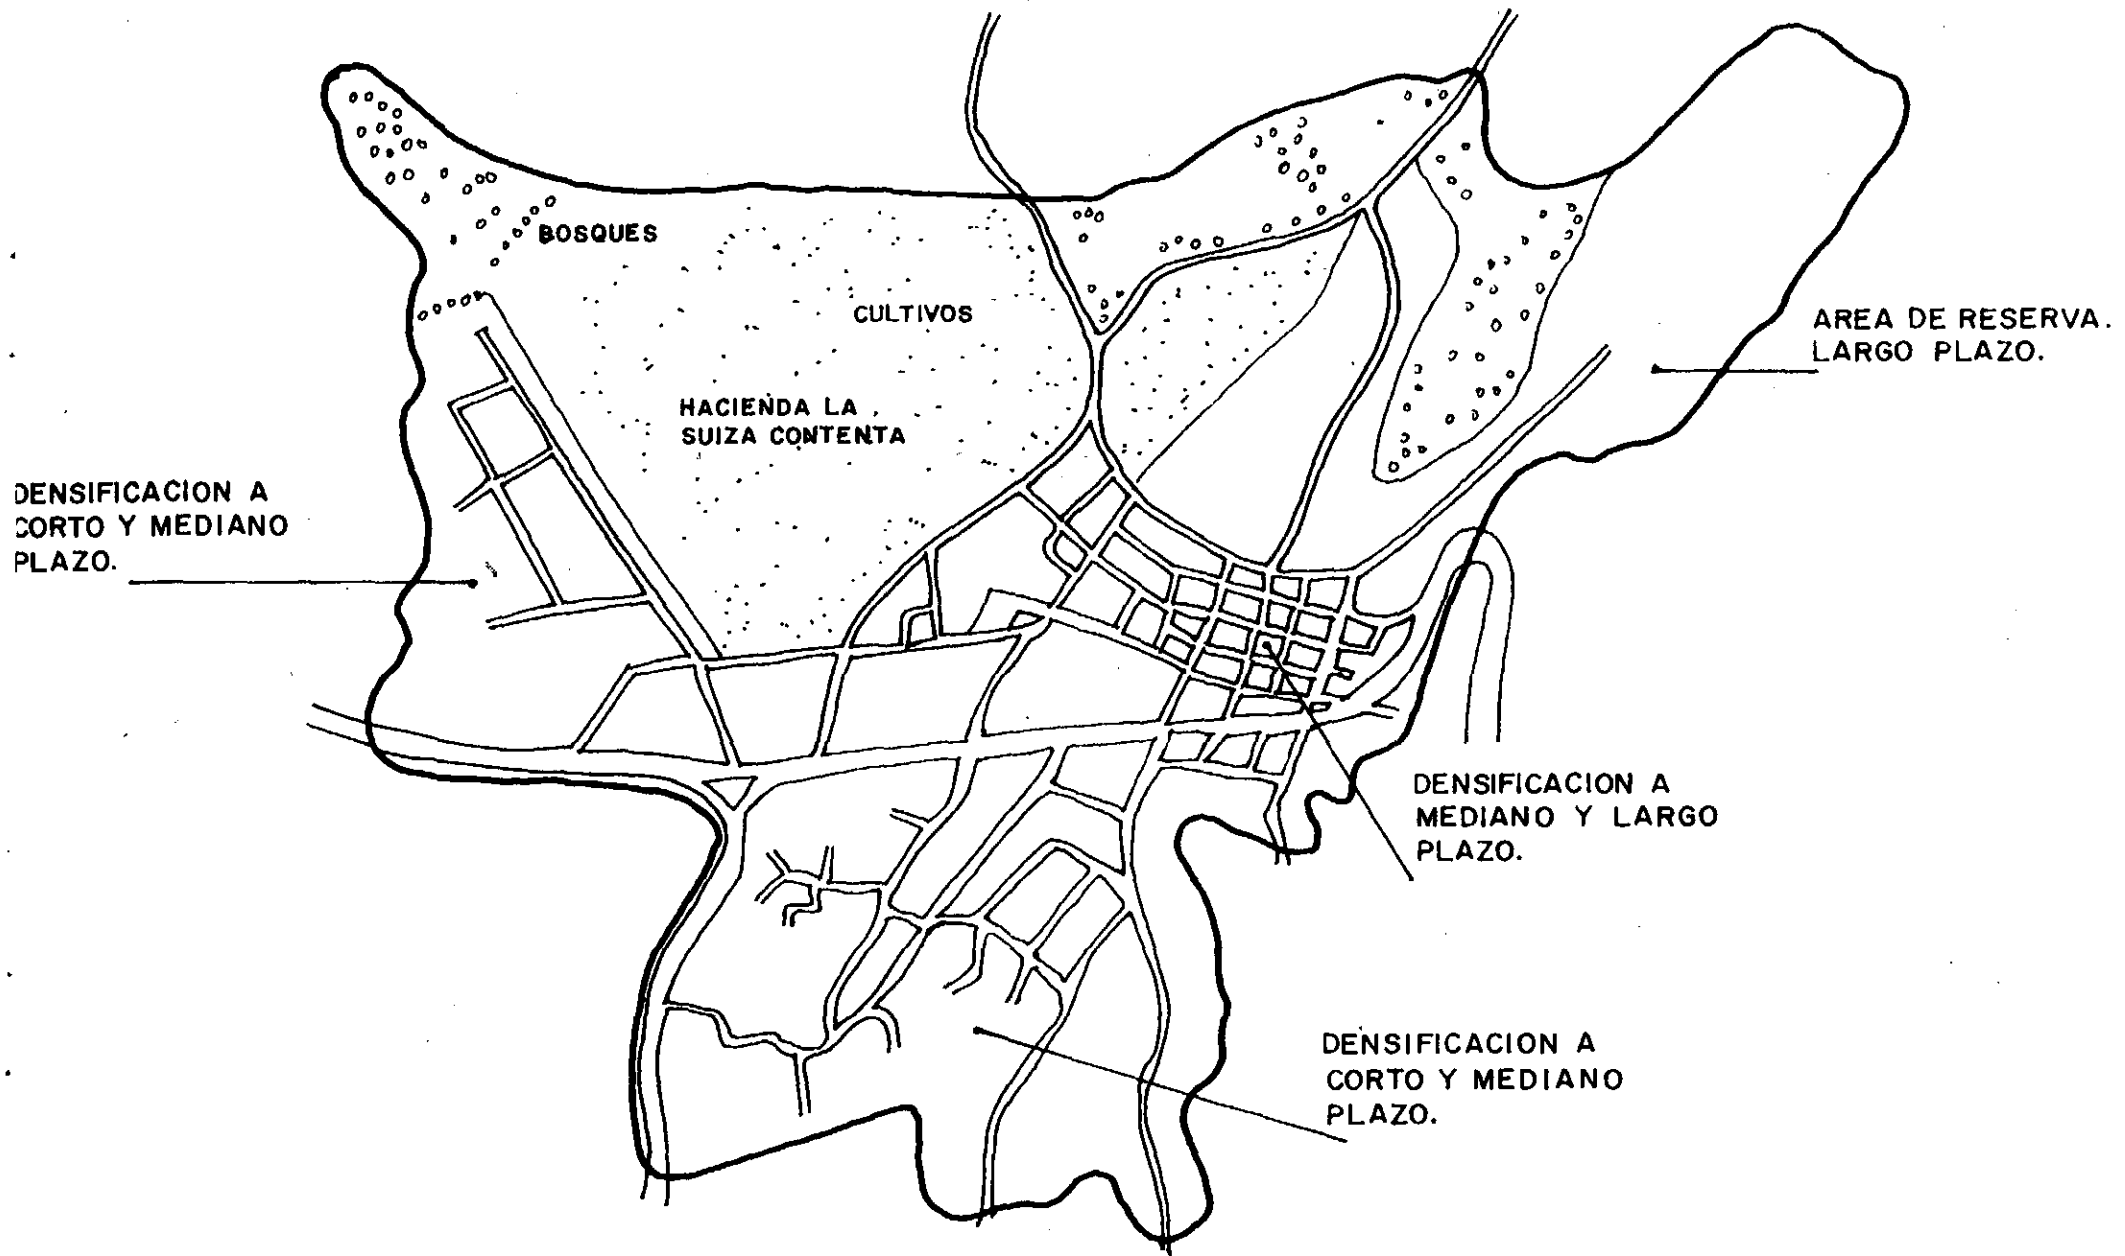 BOSQUES
CULTIVOS
AREA DE RESERVA.
LARGO PLAZO.
HACIENDA LA
SUIZA CONTENTA
DENSIFICACION A
CORTO Y MEDIANO
PLAZO.
DENSIFICACION A
MEDIANO Y LARGO
PLAZO.
DENSIFICACION A
CORTO Y MEDIANO
PLAZO.